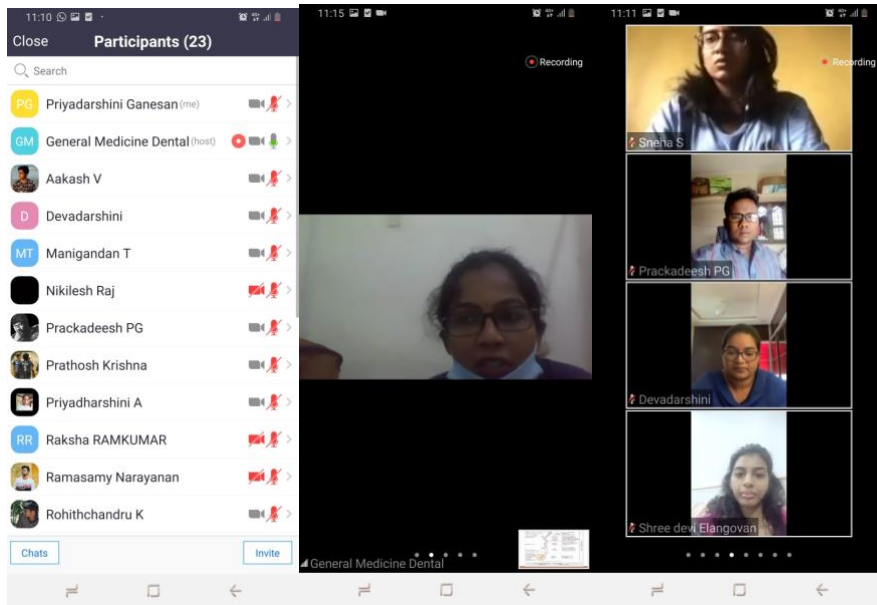 11:10
Close Participants (23)
Search
PG Priyadarshini Ganesan (me)
GM General Medicine Dental (host)
Aakash V
D Devadarshini
MT Manigandan T
Nikilesh Raj
Prackadeesh PG
Prathosh Krishna
Priyadharshini A
RR Raksha RAMKUMAR
Ramasamy Narayanan
Rohithchandru K
Chats Invite
11:15
Recording
General Medicine Dental
11:11
Recording
Sneha S
Prackadeesh PG
Devadarshini
Shree devi Elangovan